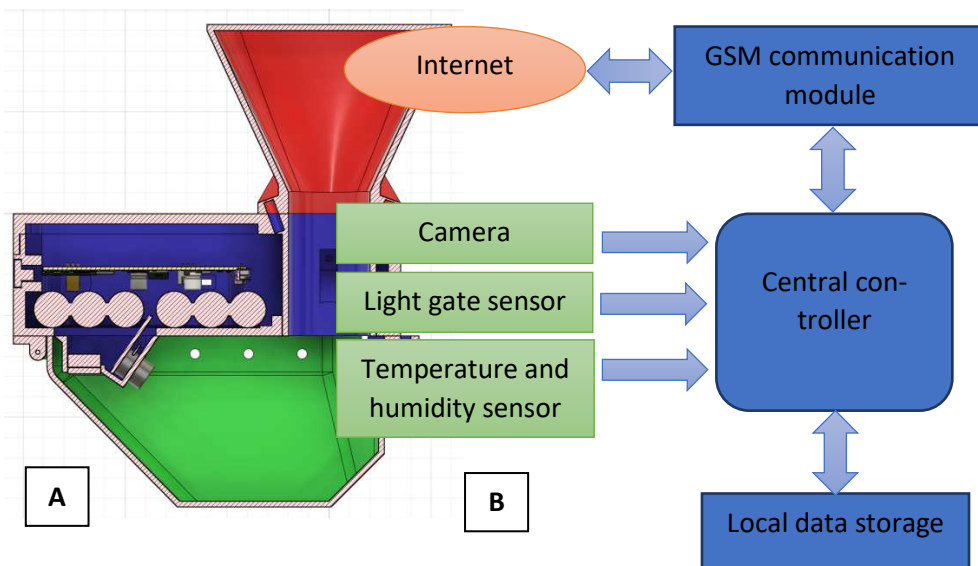 Internet
GSM communication
module
Camera
Light gate sensor
Temperature and
humidity sensor
Central con-
troller
Local data storage
A
B